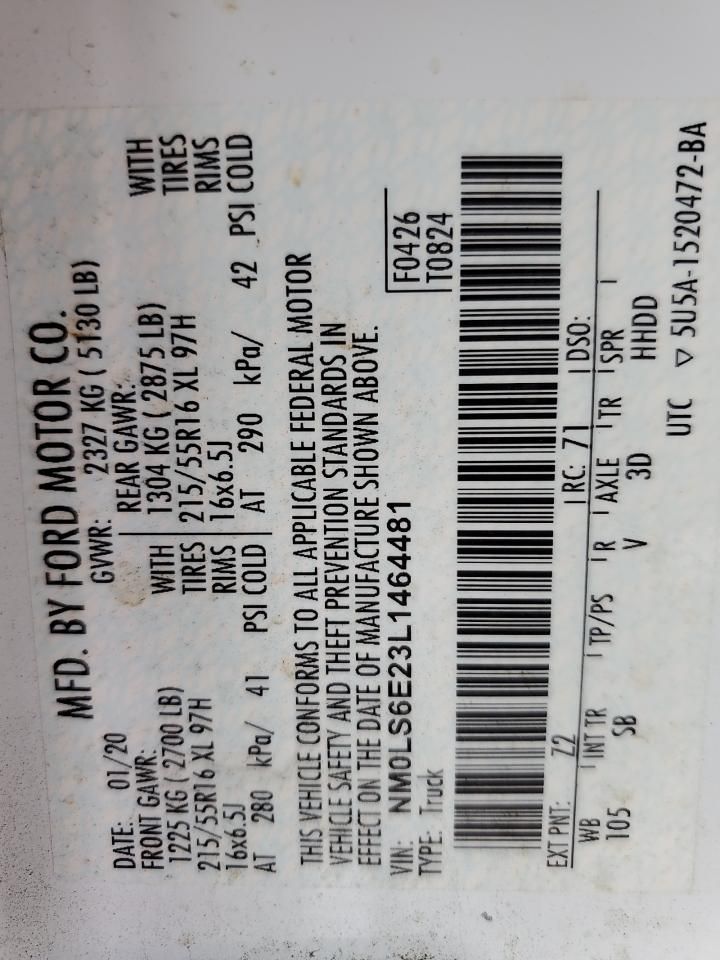 MFD. BY FORD MOTOR CO.
DATE: 01/20 GVWR: 2327 KG ( 5130 LB)
FRONT GAWR: REAR GAWR:
1225 KG ( 2700 LB) WITH 1304 KG ( 2875 LB) WITH
215/55R16 XL 97H TIRES 215/55R16 XL 97H TIRES
16x6.5J RIMS 16x6.5J RIMS
AT 280 kPa/ 41 PSI COLD AT 290 kPa/ 42 PSI COLD
THIS VEHICLE CONFORMS TO ALL APPLICABLE FEDERAL MOTOR
VEHICLE SAFETY AND THEFT PREVENTION STANDARDS IN
EFFECT ON THE DATE OF MANUFACTURE SHOWN ABOVE.
VIN: NM0LS6E23L1464481 F0426
TYPE: Truck T0824
EXT PNT: Z2 RC: 71 DSO:
WB INT TR TP/PS R AXLE TR SPR
105 SB V 3D HHDD
UTC ▽ 5U5A-1520472-BA